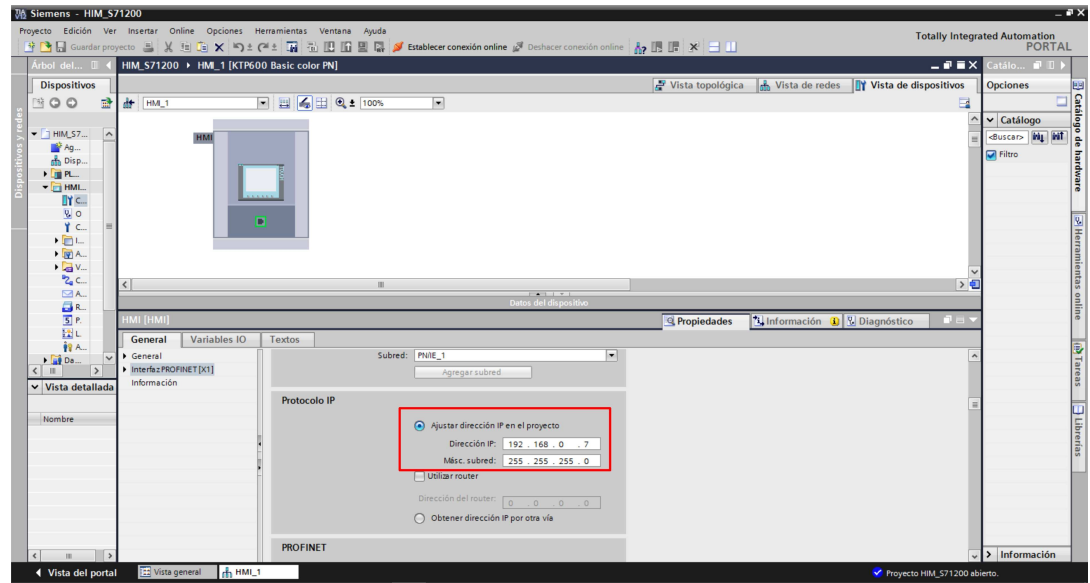 Siemens - HIM_S71200
Proyecto Edición Ver Insertar Online Opciones Herramientas Ventana Ayuda
Totally Integrated Automation
PORTAL
Guardar proyecto
Establecer conexión online
Deshacer conexión online
Árbol del...
HIM_S71200 ▸ HMI_1 [KTP600 Basic color PN]
Catálo...
Dispositivos
Vista topológica
Vista de redes
Vista de dispositivos
Opciones
HMI_1
100%
Catálogo
<Buscar>
Filtro
Dispositivos y redes
HIM_S7...
Ag...
Disp...
PL...
HMI...
C...
O
C...
I...
A...
V...
C...
A...
R...
P.
L.
A...
Da...
HMI
Catálogo de hardware
Herramientas online
Tareas
Librerías
Datos del dispositivo
HMI [HMI]
Propiedades
Información
Diagnóstico
General
Variables IO
Textos
General
Interfaz PROFINET [X1]
Información
Subred: PN/IE_1
Agregar subred
Protocolo IP
Ajustar dirección IP en el proyecto
Dirección IP: 192 . 168 . 0 . 7
Másc. subred: 255 . 255 . 255 . 0
Utilizar router
Dirección del router: 0 . 0 . 0 . 0
Obtener dirección IP por otra vía
PROFINET
Vista detallada
Nombre
Información
Vista del portal
Vista general
HMI_1
Proyecto HIM_S71200 abierto.